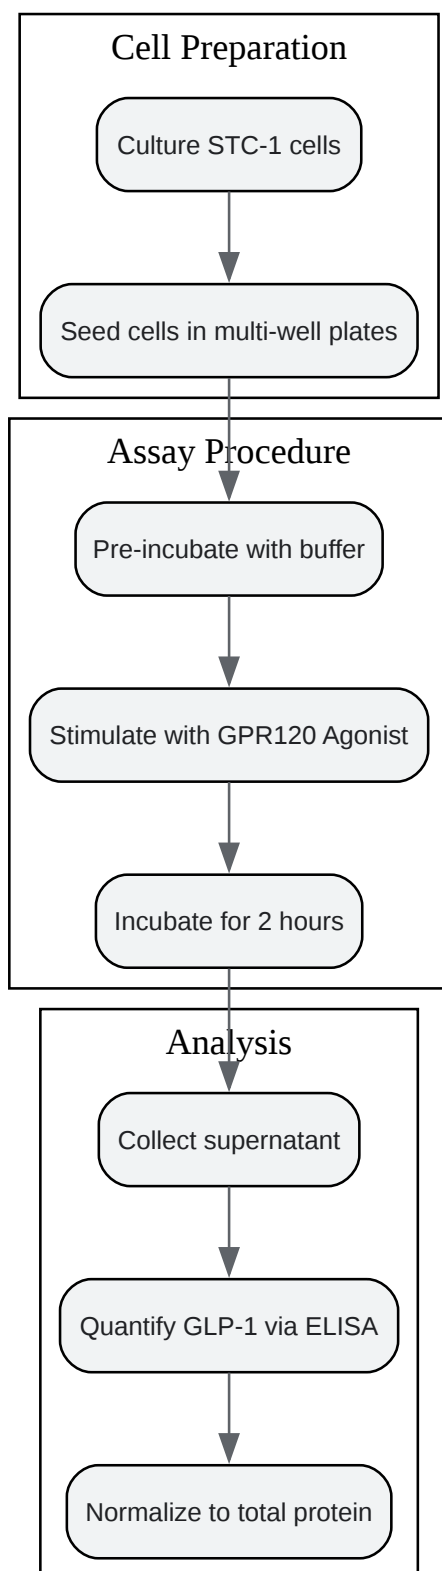 Cell Preparation
Culture STC-1 cells
Seed cells in multi-well plates
Assay Procedure
Pre-incubate with buffer
Stimulate with GPR120 Agonist
Incubate for 2 hours
Analysis
Collect supernatant
Quantify GLP-1 via ELISA
Normalize to total protein